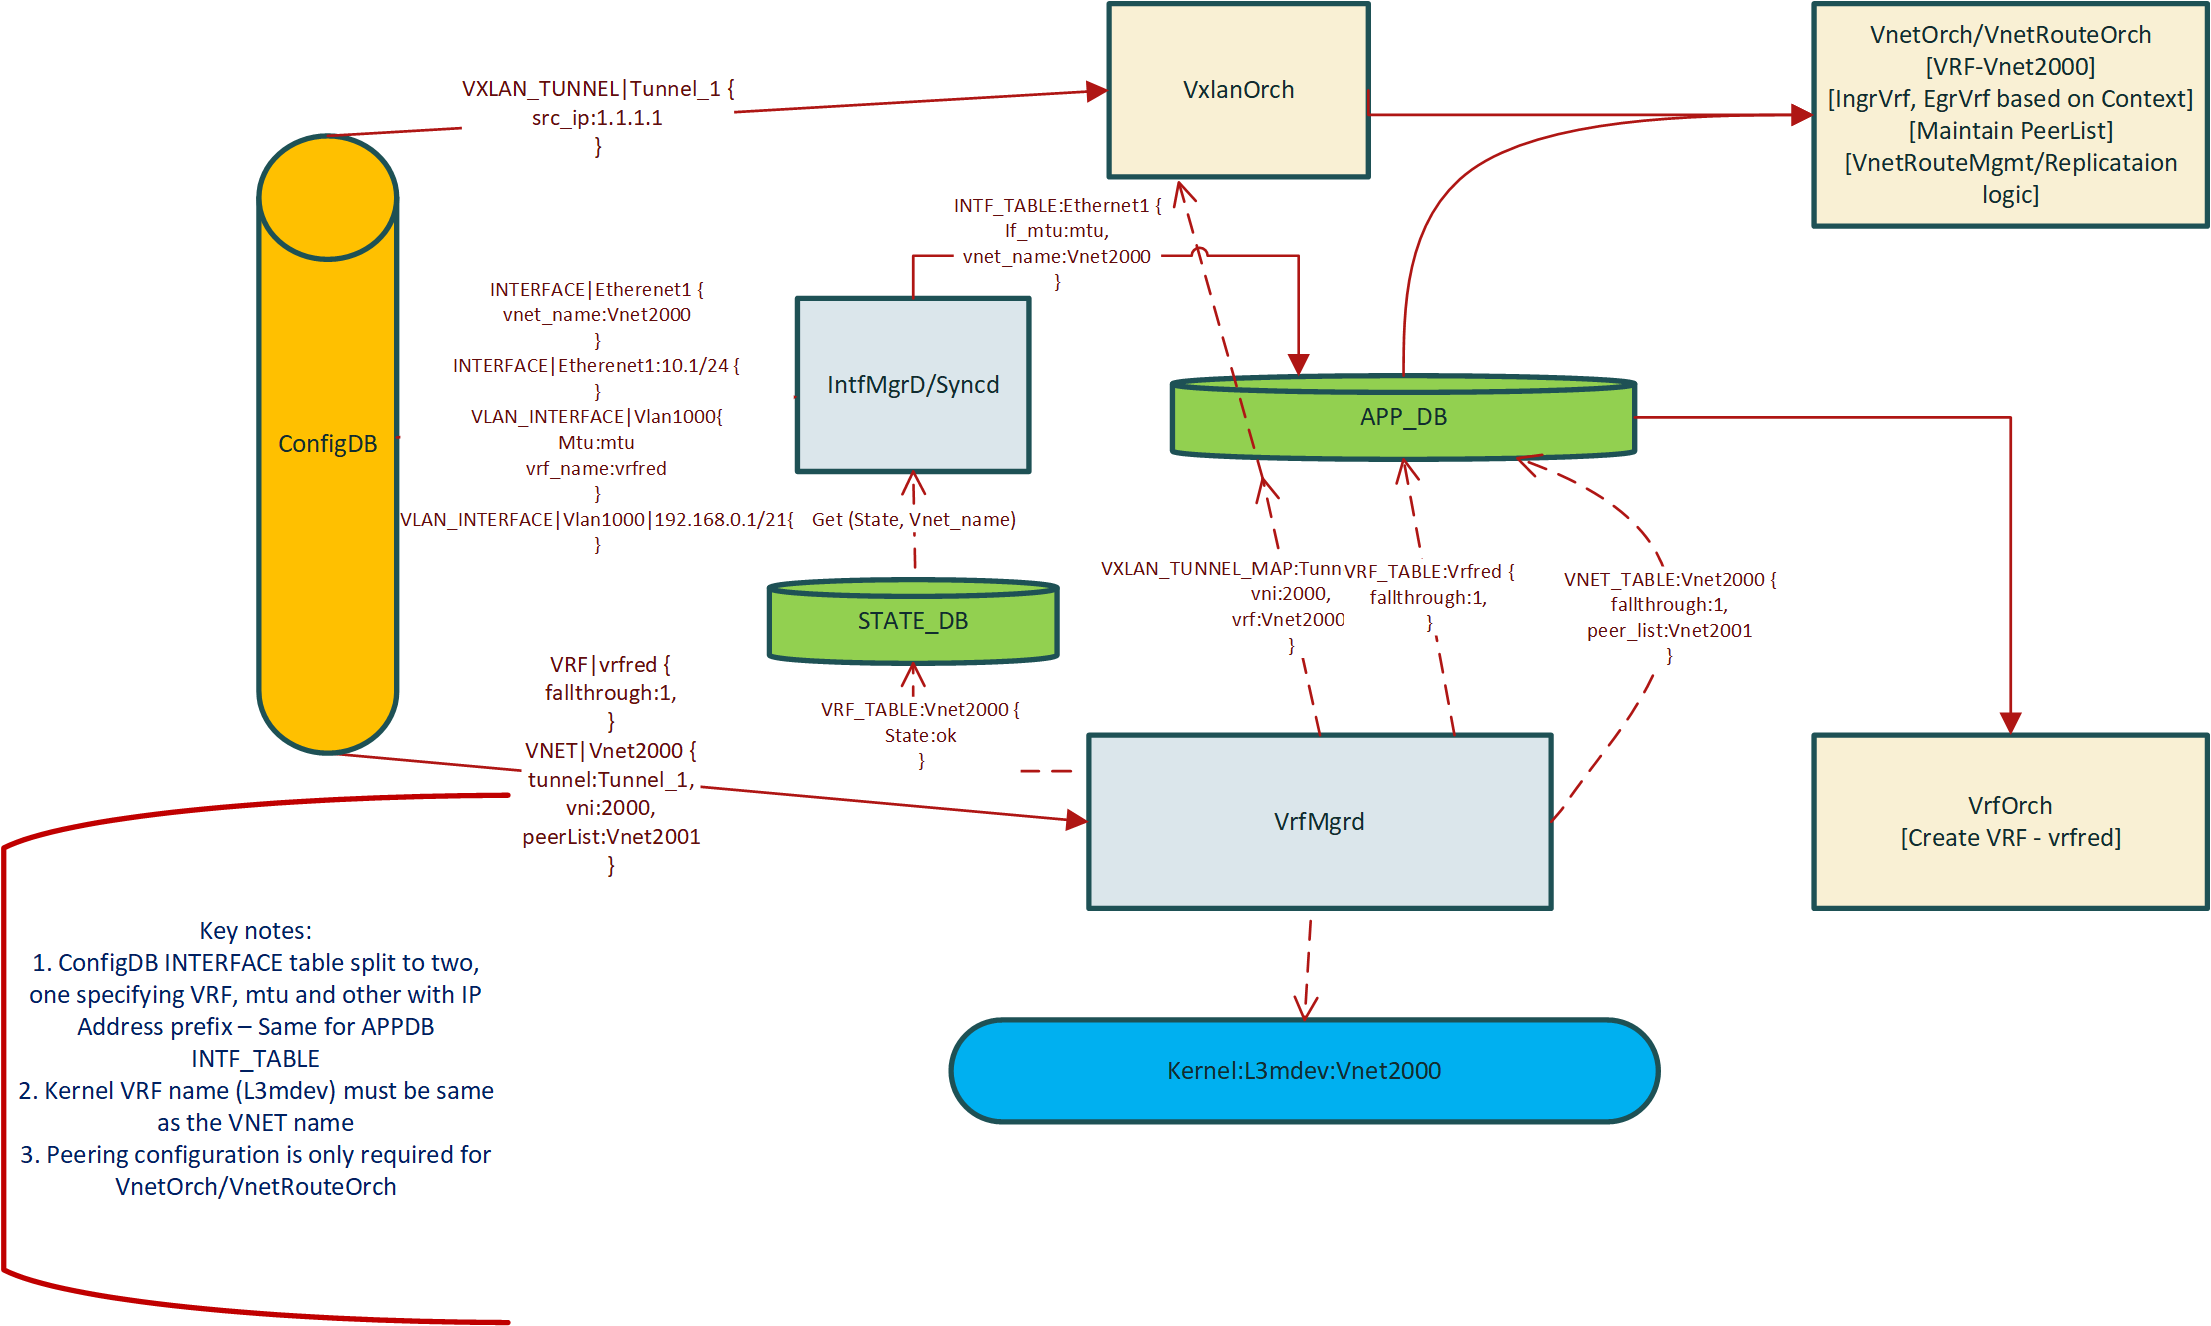 VxlanOrch
VnetOrch/VnetRouteOrch
[VRF-Vnet2000]
[IngrVrf, EgrVrf based on Context]
[Maintain PeerList]
[VnetRouteMgmt/Replicataion
logic]
VXLAN_TUNNEL|Tunnel_1 {
src_ip:1.1.1.1
}
INTF_TABLE:Ethernet1 {
If_mtu:mtu,
vnet_name:Vnet2000
}
ConfigDB
INTERFACE|Etherenet1 {
vnet_name:Vnet2000
}
INTERFACE|Etherenet1:10.1/24 {
}
VLAN_INTERFACE|Vlan1000{
Mtu:mtu
vrf_name:vrfred
}
VLAN_INTERFACE|Vlan1000|192.168.0.1/21{
}
IntfMgrD/Syncd
APP_DB
Get (State, Vnet_name)
STATE_DB
VXLAN_TUNNEL_MAP:Tunn
vni:2000,
vrf:Vnet2000
}
VRF_TABLE:Vrfred {
fallthrough:1,
}
VNET_TABLE:Vnet2000 {
fallthrough:1,
peer_list:Vnet2001
}
VRF|vrfred {
fallthrough:1,
}
VNET|Vnet2000 {
tunnel:Tunnel_1,
vni:2000,
peerList:Vnet2001
}
VRF_TABLE:Vnet2000 {
State:ok
}
VrfMgrd
VrfOrch
[Create VRF - vrfred]
Kernel:L3mdev:Vnet2000
Key notes:
1. ConfigDB INTERFACE table split to two,
one specifying VRF, mtu and other with IP
Address prefix – Same for APPDB
INTF_TABLE
2. Kernel VRF name (L3mdev) must be same
as the VNET name
3. Peering configuration is only required for
VnetOrch/VnetRouteOrch